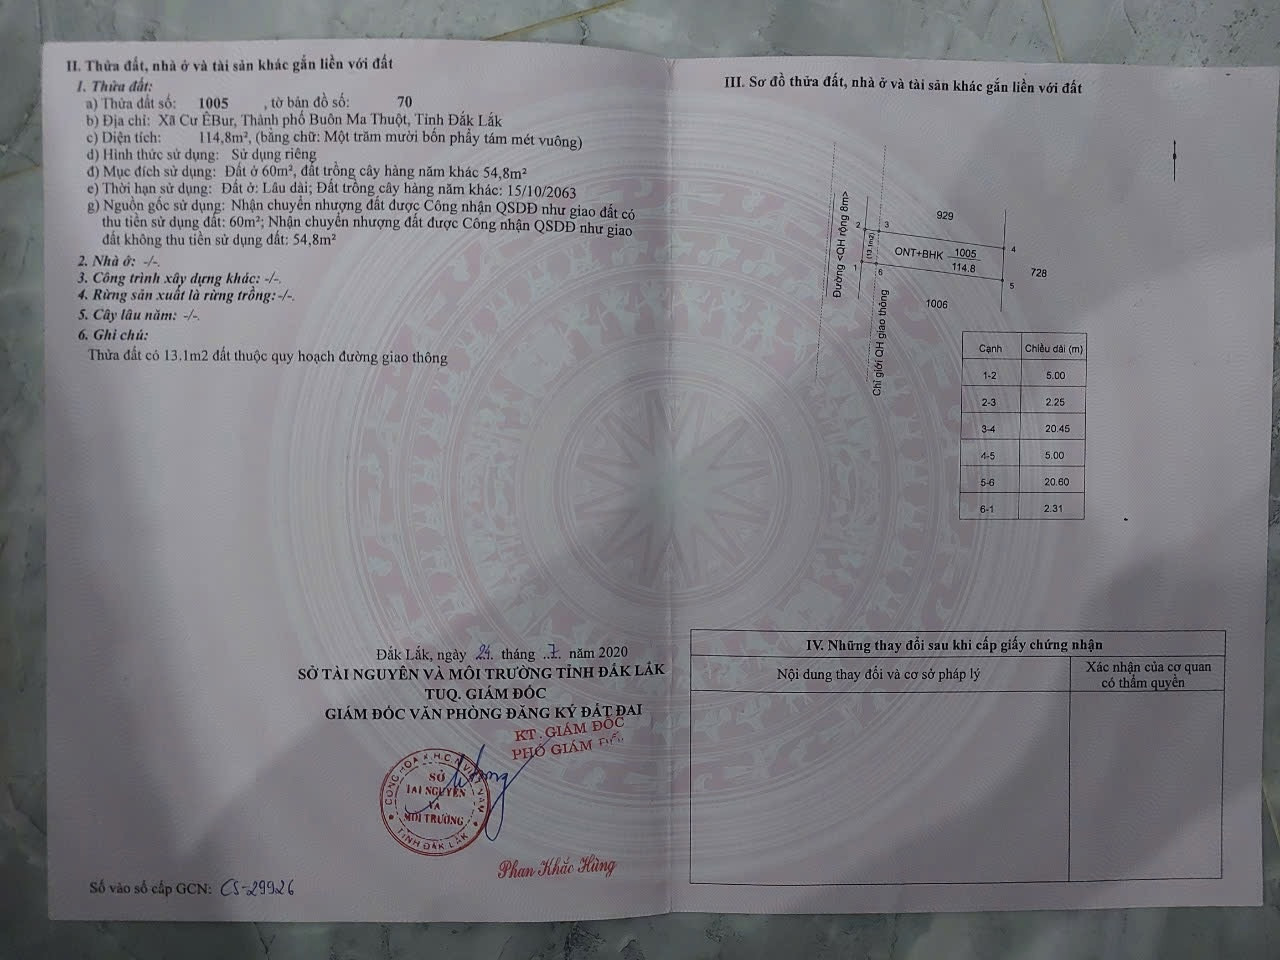 II. Thửa đất, nhà ở và tài sản khác gắn liền với đất
1. Thửa đất:
a) Thửa đất số: 1005 , tờ bản đồ số: 70
b) Địa chỉ: Xã Cư ÊBur, Thành phố Buôn Ma Thuột, Tỉnh Đắk Lắk
c) Diện tích: 114,8m², (bằng chữ: Một trăm mười bốn phẩy tám mét vuông)
d) Hình thức sử dụng: Sử dụng riêng
đ) Mục đích sử dụng: Đất ở 60m², đất trồng cây hàng năm khác 54,8m²
e) Thời hạn sử dụng: Đất ở: Lâu dài; Đất trồng cây hàng năm khác: 15/10/2063
g) Nguồn gốc sử dụng: Nhận chuyển nhượng đất được Công nhận QSDĐ như giao đất có
thu tiền sử dụng đất: 60m²; Nhận chuyển nhượng đất được Công nhận QSDĐ như giao
đất không thu tiền sử dụng đất: 54,8m²
2. Nhà ở: -/-.
3. Công trình xây dựng khác: -/-.
4. Rừng sản xuất là rừng trồng: -/-.
5. Cây lâu năm: -/-.
6. Ghi chú:
Thửa đất có 13.1m2 đất thuộc quy hoạch đường giao thông
Đắk Lắk, ngày 24 tháng 7 năm 2020
SỞ TÀI NGUYÊN VÀ MÔI TRƯỜNG TỈNH ĐẮK LẮK
TUQ. GIÁM ĐỐC
GIÁM ĐỐC VĂN PHÒNG ĐĂNG KÝ ĐẤT ĐAI
KT. GIÁM ĐỐC
PHÓ GIÁM ĐỐC
CỘNG HÒA X.H.C.N VIỆT NAM
SỞ
TÀI NGUYÊN
VÀ
MÔI TRƯỜNG
TỈNH ĐẮK LẮK
Phan Khắc Hùng
Số vào sổ cấp GCN: CS-29926
III. Sơ đồ thửa đất, nhà ở và tài sản khác gắn liền với đất
Đường <QH rộng 8m>
929
2
3
(13.1m2)
ONT+BHK 1005
114.8
4
728
1
6
5
1006
Chỉ giới QH giao thông
Cạnh Chiều dài (m)
1-2 5.00
2-3 2.25
3-4 20.45
4-5 5.00
5-6 20.60
6-1 2.31
IV. Những thay đổi sau khi cấp giấy chứng nhận
Nội dung thay đổi và cơ sở pháp lý
Xác nhận của cơ quan
có thẩm quyền